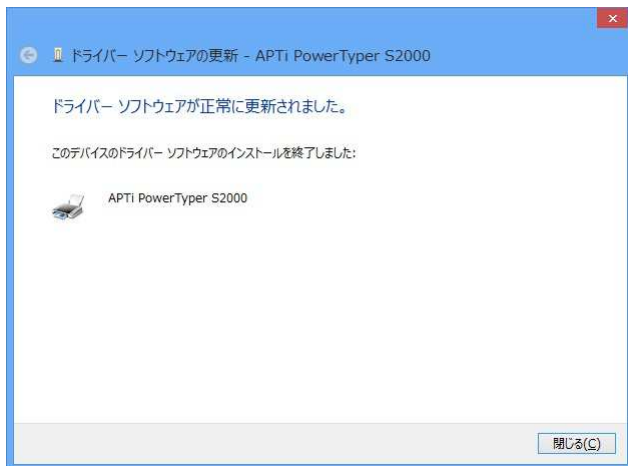 ドライバー ソフトウェアの更新 - APTi PowerTyper S2000
ドライバー ソフトウェアが正常に更新されました。
このデバイスのドライバー ソフトウェアのインストールを終了しました:
APTi PowerTyper S2000
閉じる(C)